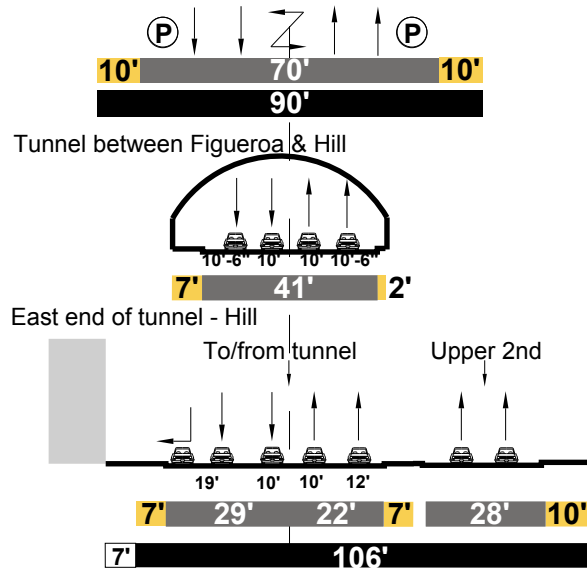 P P
10' 70' 10'
90'
Tunnel between Figueroa & Hill
10'-6" 10' 10' 10'-6"
7' 41' 2'
East end of tunnel - Hill
To/from tunnel Upper 2nd
19' 10' 10' 12'
7' 29' 22' 7' 28' 10'
7' 106'